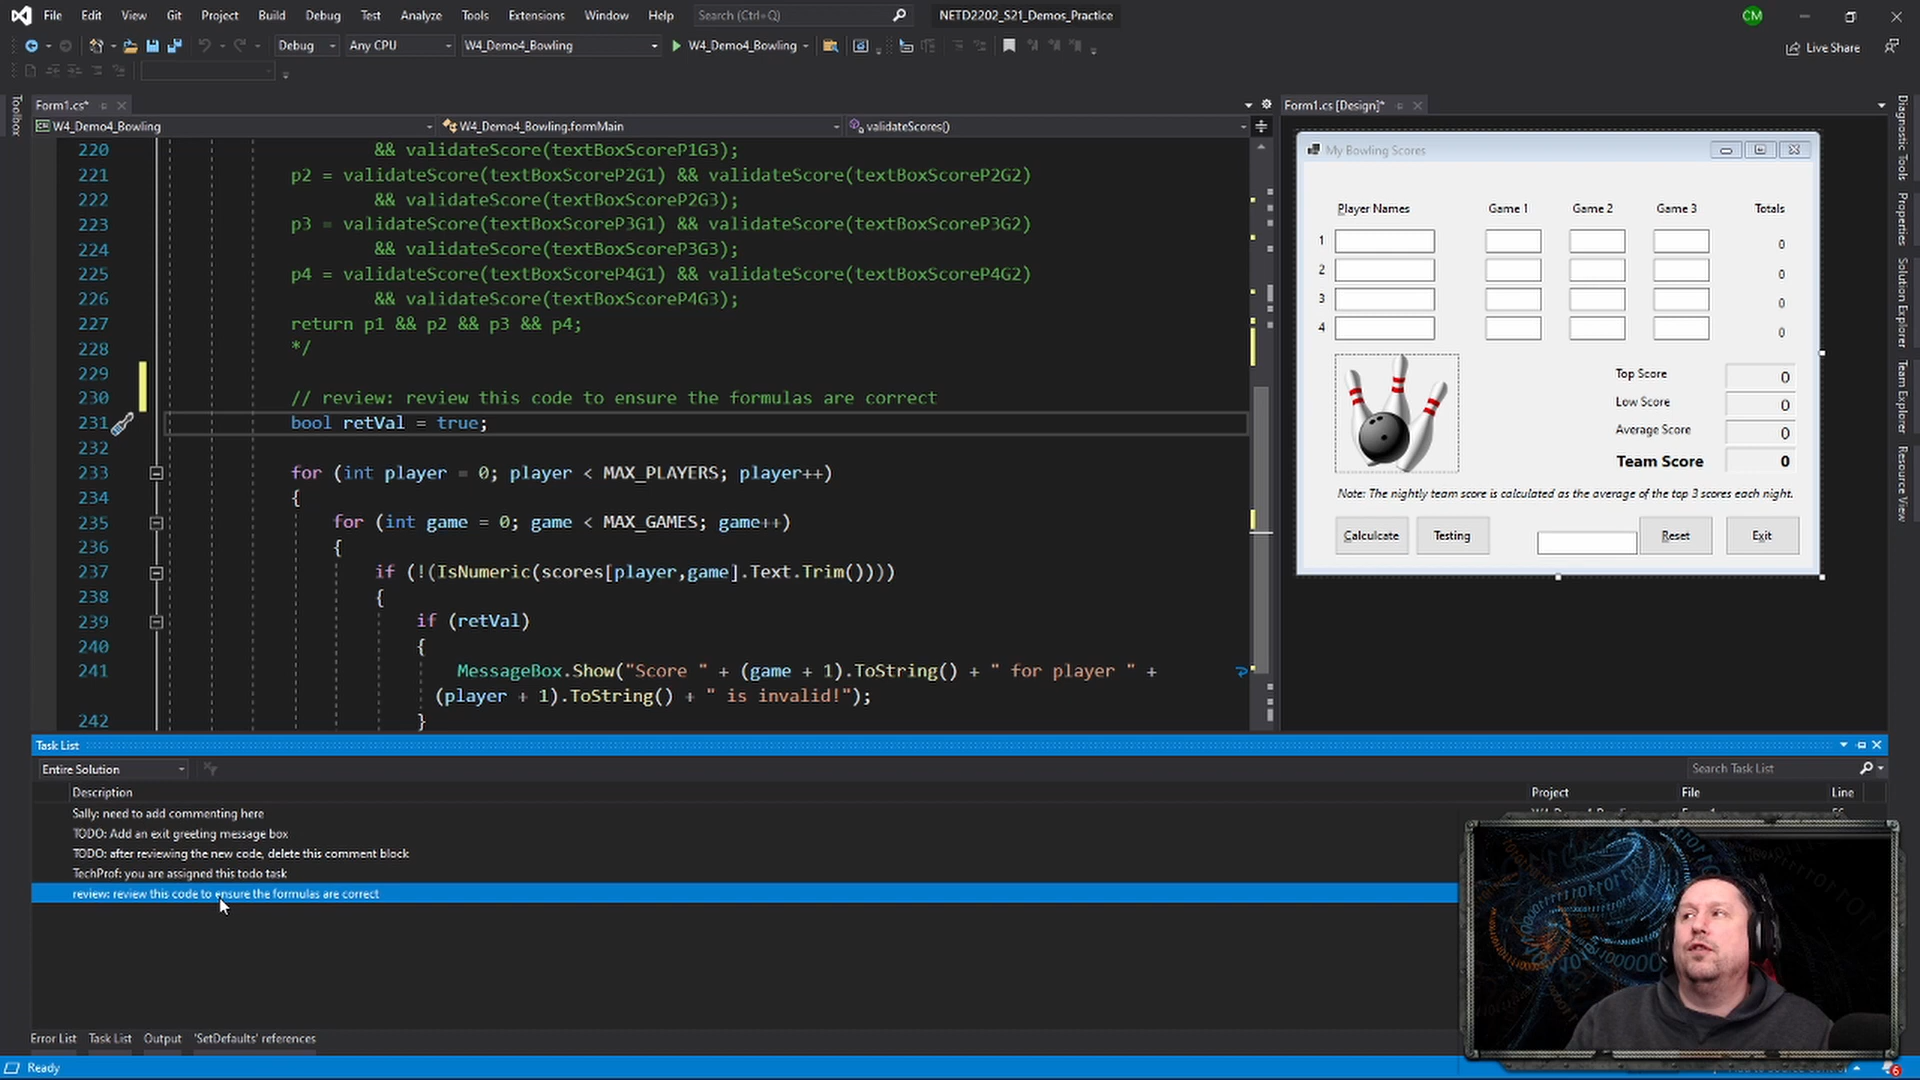 File Edit View Git Project Build Debug Test Analyze Tools Extensions Window Help Search (Ctrl+Q) NETD2202_S21_Demos_Practice CM
Debug Any CPU W4_Demo4_Bowling W4_Demo4_Bowling Live Share
Toolbox
Form1.cs*
W4_Demo4_Bowling W4_Demo4_Bowling.formMain validateScores()
220 && validateScore(textBoxScoreP1G3);
221 p2 = validateScore(textBoxScoreP2G1) && validateScore(textBoxScoreP2G2)
222 && validateScore(textBoxScoreP2G3);
223 p3 = validateScore(textBoxScoreP3G1) && validateScore(textBoxScoreP3G2)
224 && validateScore(textBoxScoreP3G3);
225 p4 = validateScore(textBoxScoreP4G1) && validateScore(textBoxScoreP4G2)
226 && validateScore(textBoxScoreP4G3);
227 return p1 && p2 && p3 && p4;
228 */
229
230 // review: review this code to ensure the formulas are correct
231 bool retVal = true;
232
233 for (int player = 0; player < MAX_PLAYERS; player++)
234 {
235 for (int game = 0; game < MAX_GAMES; game++)
236 {
237 if (!(IsNumeric(scores[player,game].Text.Trim())))
238 {
239 if (retVal)
240 {
241 MessageBox.Show("Score " + (game + 1).ToString() + " for player " +
(player + 1).ToString() + " is invalid!");
242 }
Form1.cs [Design]*
My Bowling Scores
Player Names Game 1 Game 2 Game 3 Totals
1 0
2 0
3 0
4 0
Top Score 0
Low Score 0
Average Score 0
Team Score 0
Note: The nightly team score is calculated as the average of the top 3 scores each night.
Calculcate Testing Reset Exit
Diagnostic Tools
Properties
Solution Explorer
Team Explorer
Resource View
Task List
Entire Solution Search Task List
Description Project File Line
Sally: need to add commenting here
TODO: Add an exit greeting message box
TODO: after reviewing the new code, delete this comment block
TechProf: you are assigned this todo task
review: review this code to ensure the formulas are correct
Error List Task List Output 'SetDefaults' references
Ready 6